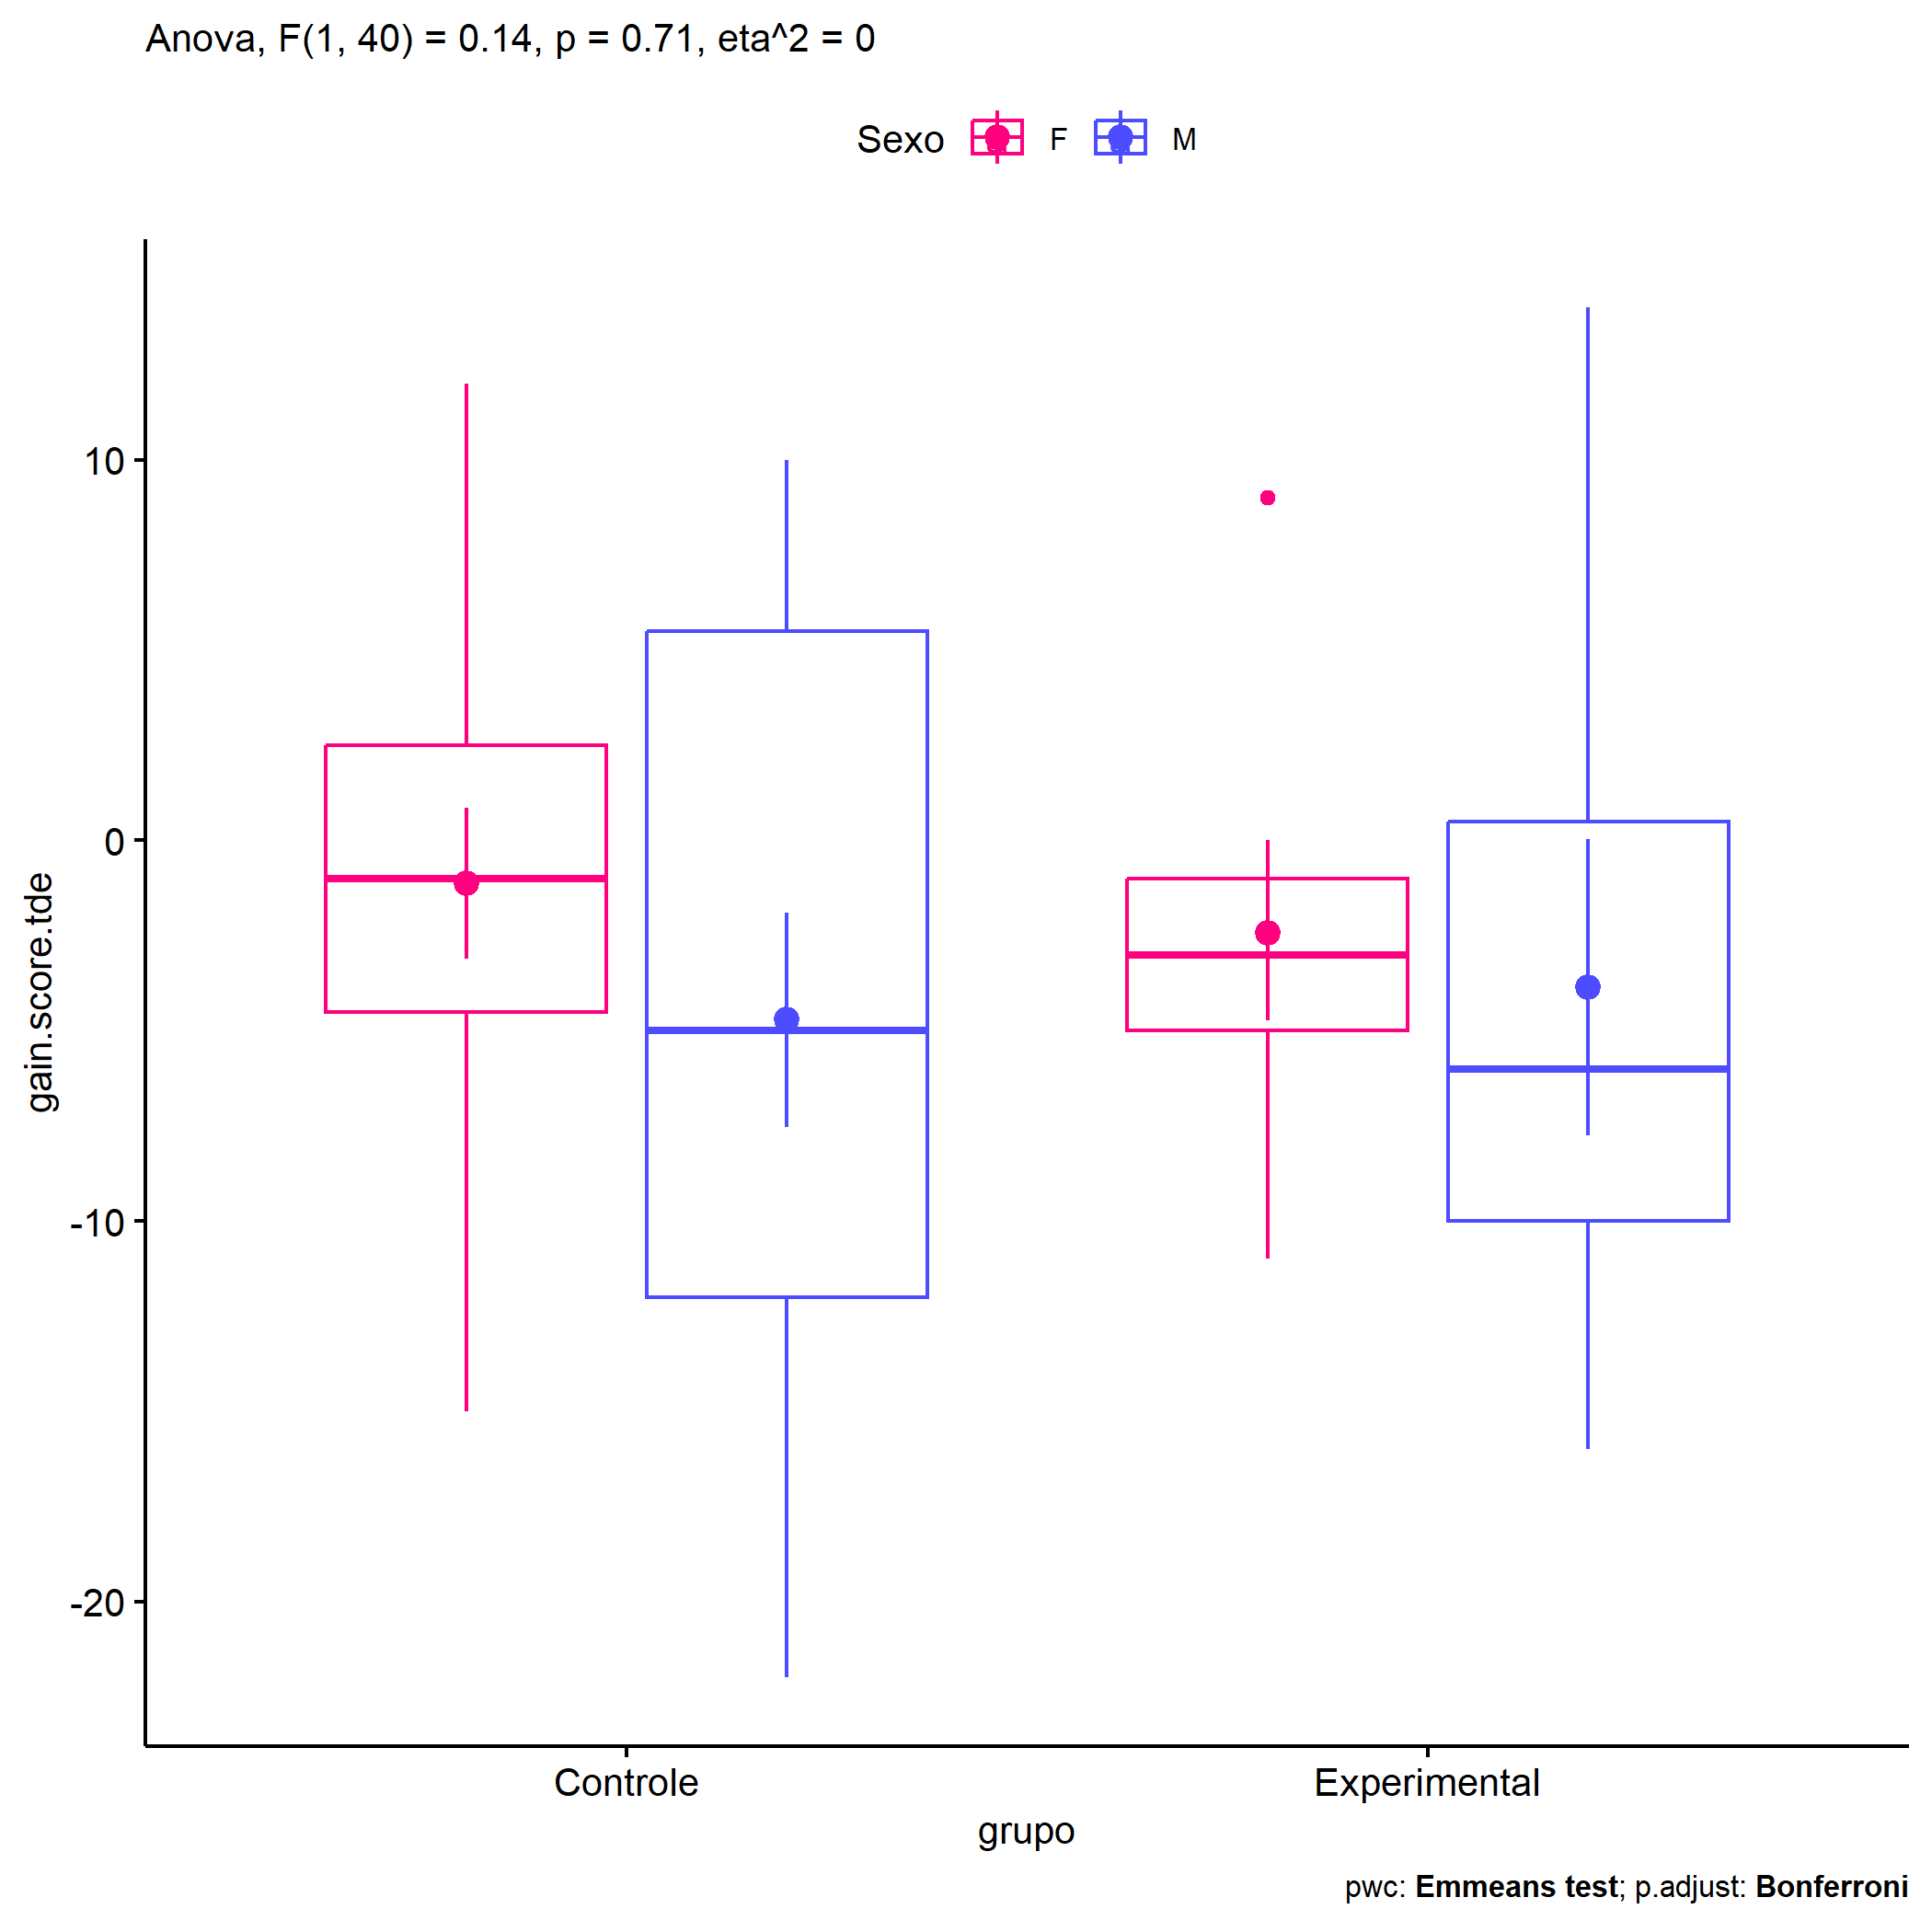 Anova, F(1, 40) = 0.14, p = 0.71, eta^2 = 0
Sexo F M
10
0
-10
-20
gain.score.tde
Controle Experimental
grupo
pwc: Emmeans test; p.adjust: Bonferroni